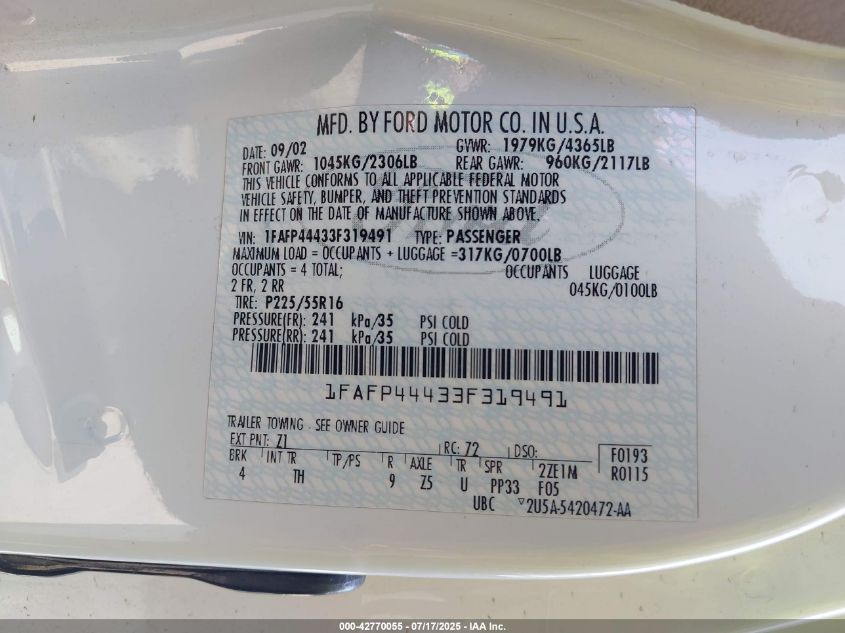 MFD. BY FORD MOTOR CO. IN U.S.A.
DATE: 09/02 GVWR: 1979KG/4365LB
FRONT GAWR: 1045KG/2306LB REAR GAWR: 960KG/2117LB
THIS VEHICLE CONFORMS TO ALL APPLICABLE FEDERAL MOTOR
VEHICLE SAFETY, BUMPER, AND THEFT PREVENTION STANDARDS
IN EFFECT ON THE DATE OF MANUFACTURE SHOWN ABOVE.
VIN: 1FAFP44433F319491 TYPE: PASSENGER
MAXIMUM LOAD = OCCUPANTS + LUGGAGE =317KG/0700LB
OCCUPANTS = 4 TOTAL; OCCUPANTS LUGGAGE
2 FR, 2 RR 045KG/0100LB
TIRE: P225/55R16
PRESSURE(FR): 241 kPa/35 PSI COLD
PRESSURE(RR): 241 kPa/35 PSI COLD
1FAFP44433F319491
TRAILER TOWING - SEE OWNER GUIDE
EXT PNT: Z1 RC: 72 DSO: F0193
BRK INT TR TP/PS R AXLE TR SPR 2ZE1M R0115
4 TH 9 Z5 U PP33 F05
UBC 2U5A-5420472-AA
000-42770055 - 07/17/2025 - IAA Inc.